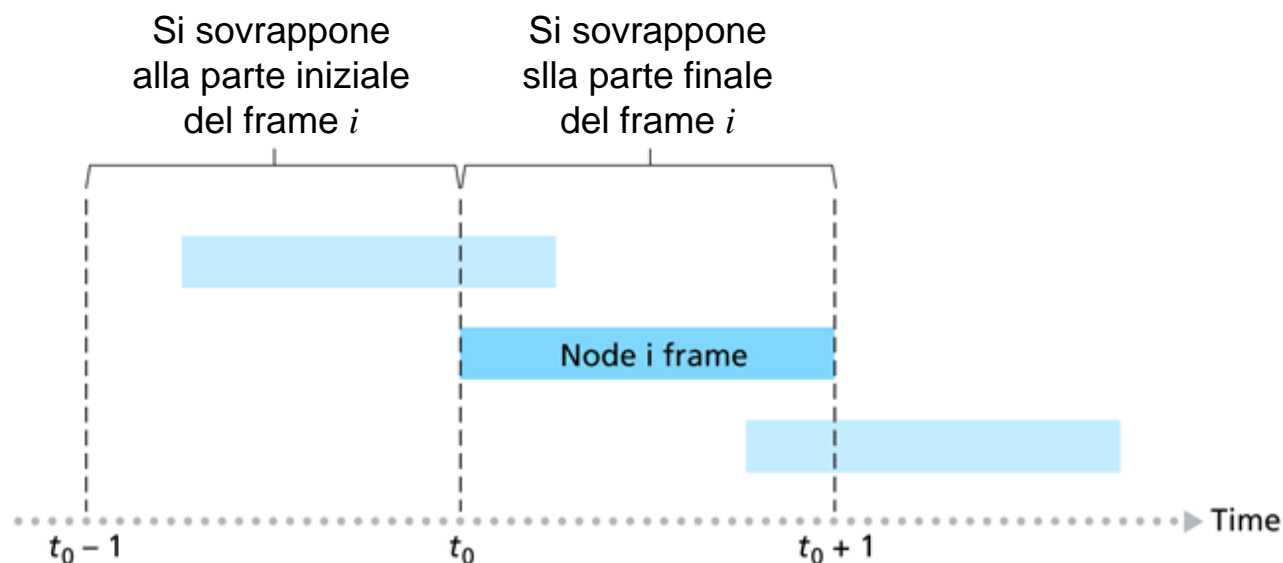 Si sovrappone
alla parte iniziale
del frame i
Si sovrappone
slla parte finale
del frame i
Node i frame
Time
t₀ – 1
t₀
t₀ + 1